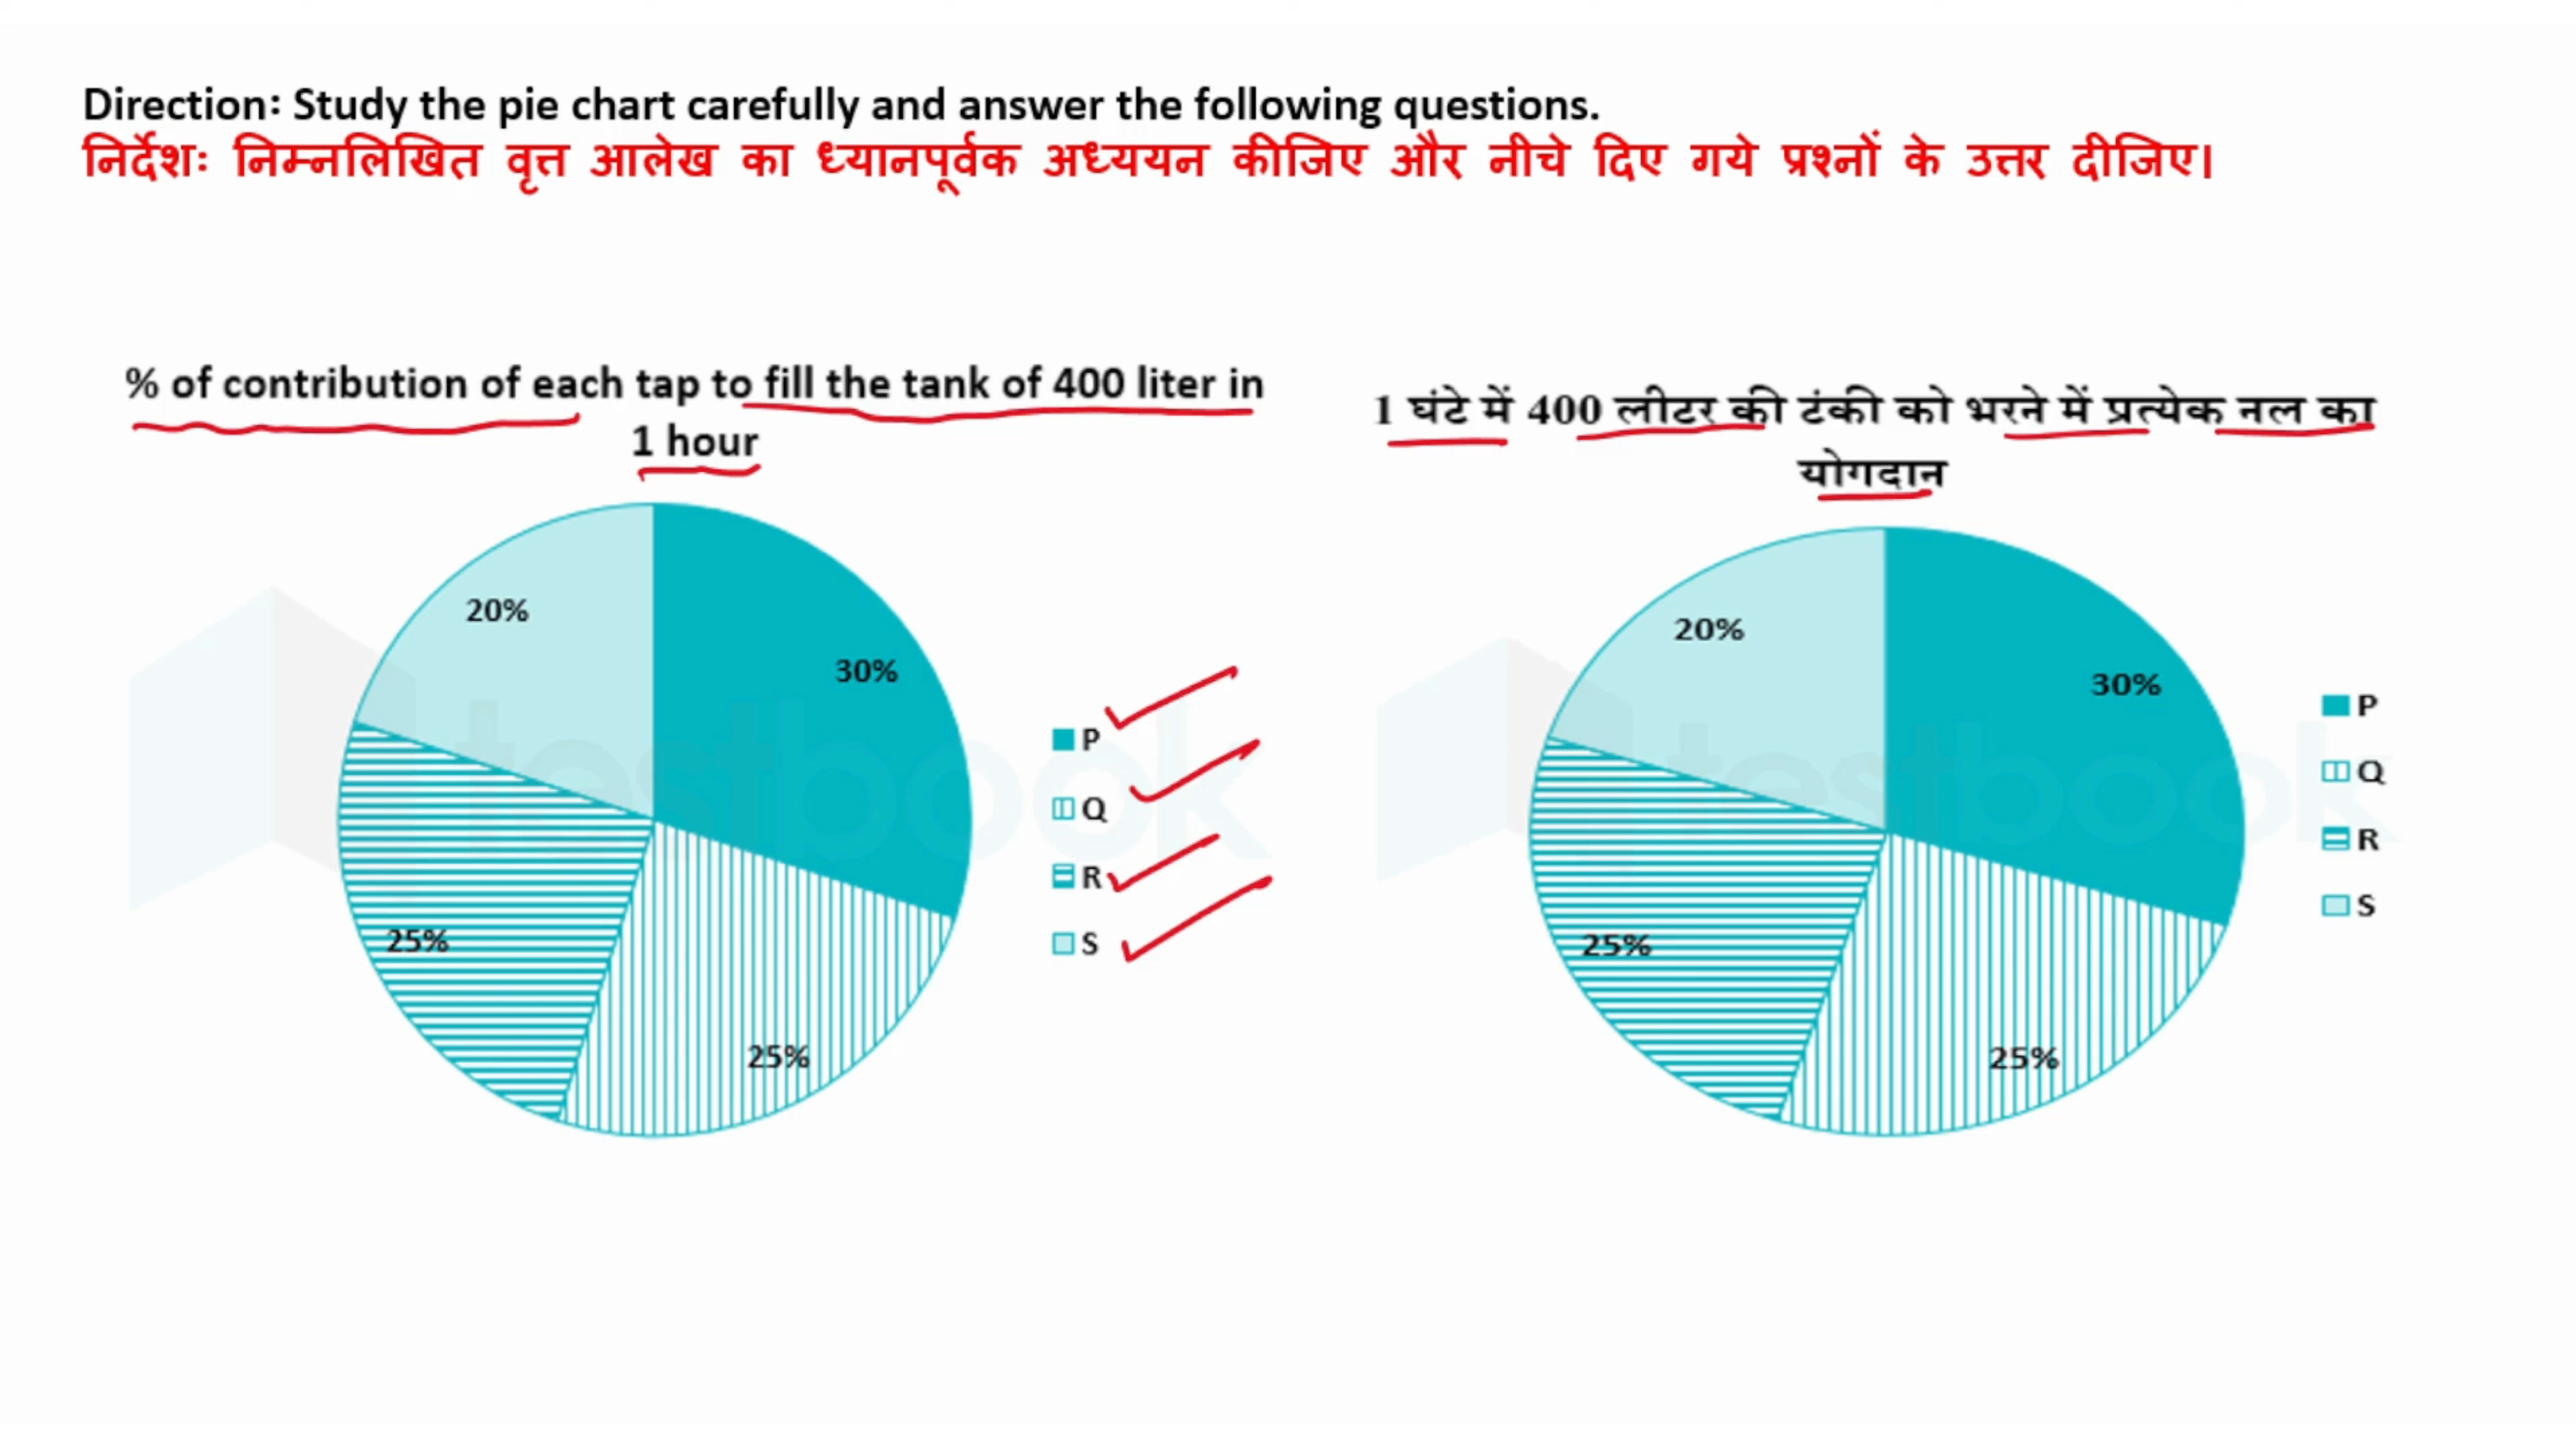 Direction: Study the pie chart carefully and answer the following questions.
निर्देशः निम्नलिखित वृत्त आलेख का ध्यानपूर्वक अध्ययन कीजिए और नीचे दिए गये प्रश्नों के उत्तर दीजिए।
% of contribution of each tap to fill the tank of 400 liter in
1 hour
20%
30%
25%
25%
P
Q
R
S
testbook
1 घंटे में 400 लीटर की टंकी को भरने में प्रत्येक नल का
योगदान
20%
30%
25%
25%
P
Q
R
S
testbook